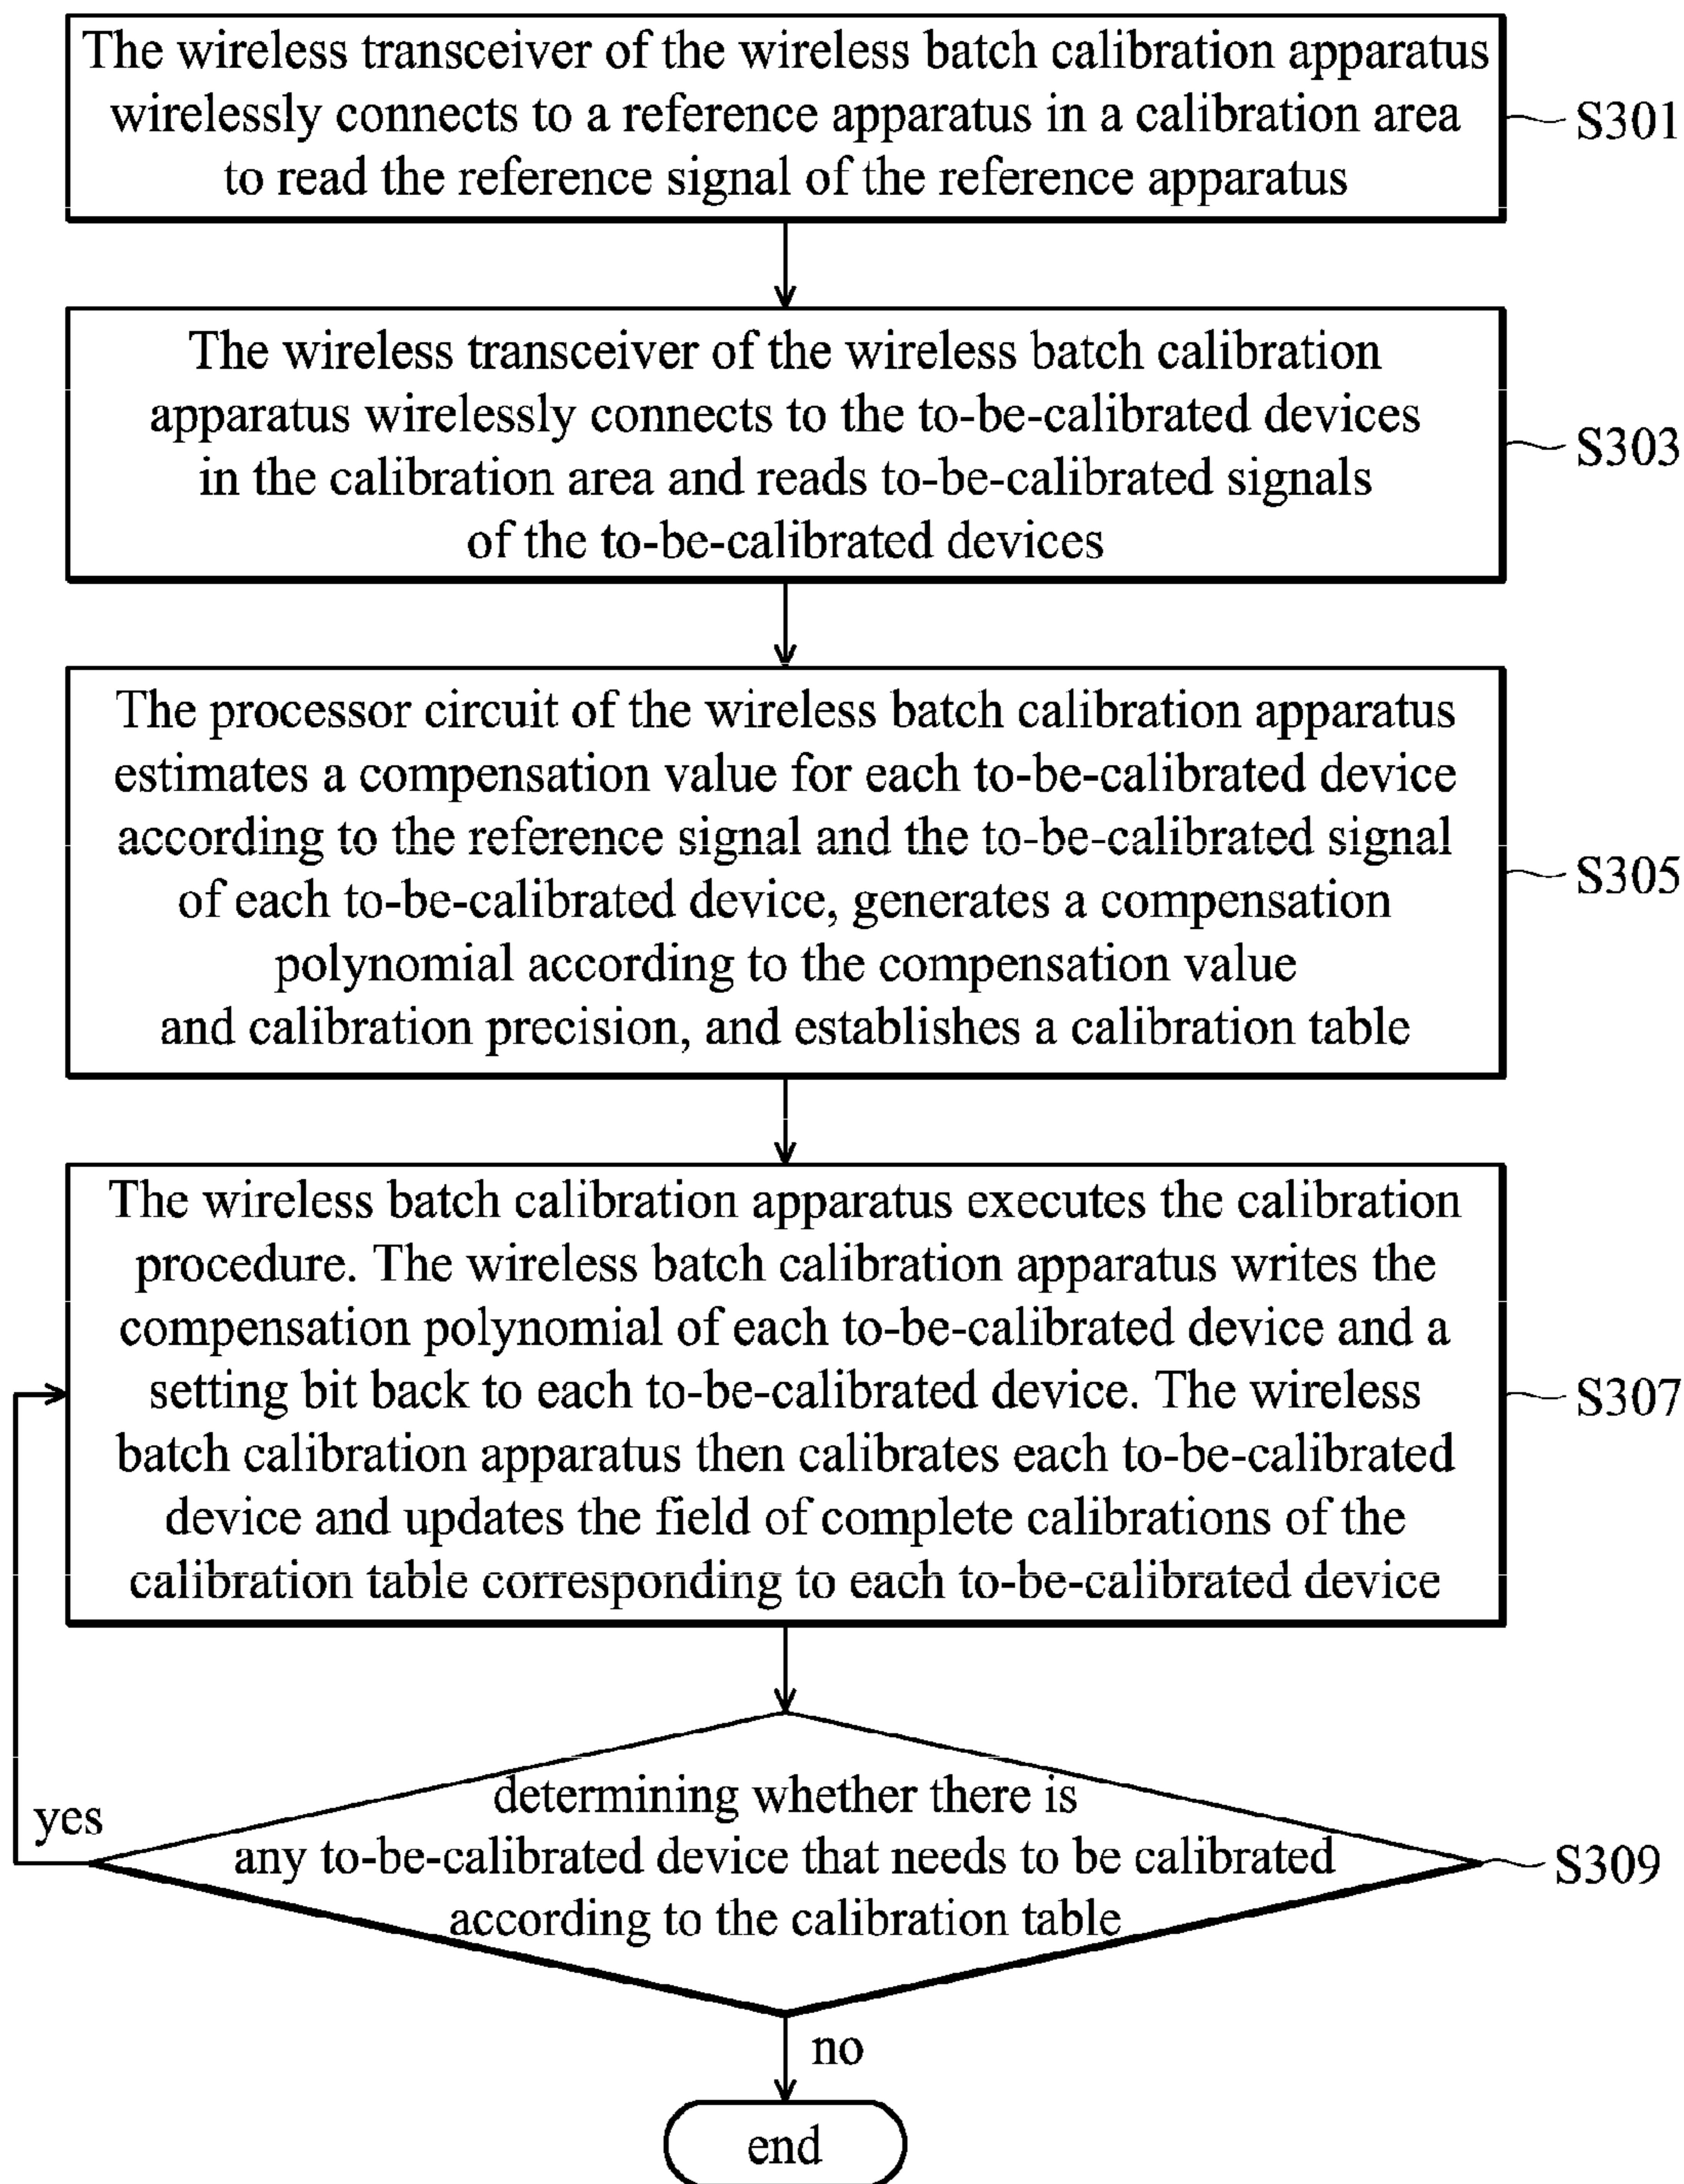 The wireless transceiver of the wireless batch calibration apparatus
wirelessly connects to a reference apparatus in a calibration area
to read the reference signal of the reference apparatus
S301
The wireless transceiver of the wireless batch calibration
apparatus wirelessly connects to the to-be-calibrated devices
in the calibration area and reads to-be-calibrated signals
of the to-be-calibrated devices
S303
The processor circuit of the wireless batch calibration apparatus
estimates a compensation value for each to-be-calibrated device
according to the reference signal and the to-be-calibrated signal
of each to-be-calibrated device, generates a compensation
polynomial according to the compensation value
and calibration precision, and establishes a calibration table
S305
The wireless batch calibration apparatus executes the calibration
procedure. The wireless batch calibration apparatus writes the
compensation polynomial of each to-be-calibrated device and a
setting bit back to each to-be-calibrated device. The wireless
batch calibration apparatus then calibrates each to-be-calibrated
device and updates the field of complete calibrations of the
calibration table corresponding to each to-be-calibrated device
S307
determining whether there is
any to-be-calibrated device that needs to be calibrated
according to the calibration table
S309
yes
no
end